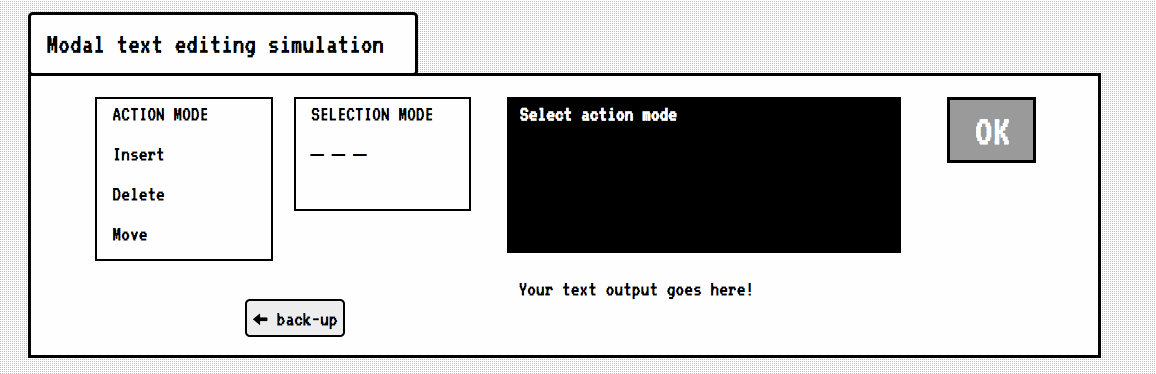 Modal text editing simulation
ACTION MODE
Insert
Delete
Move
SELECTION MODE
— — —
Select action mode
OK
Your text output goes here!
← back-up